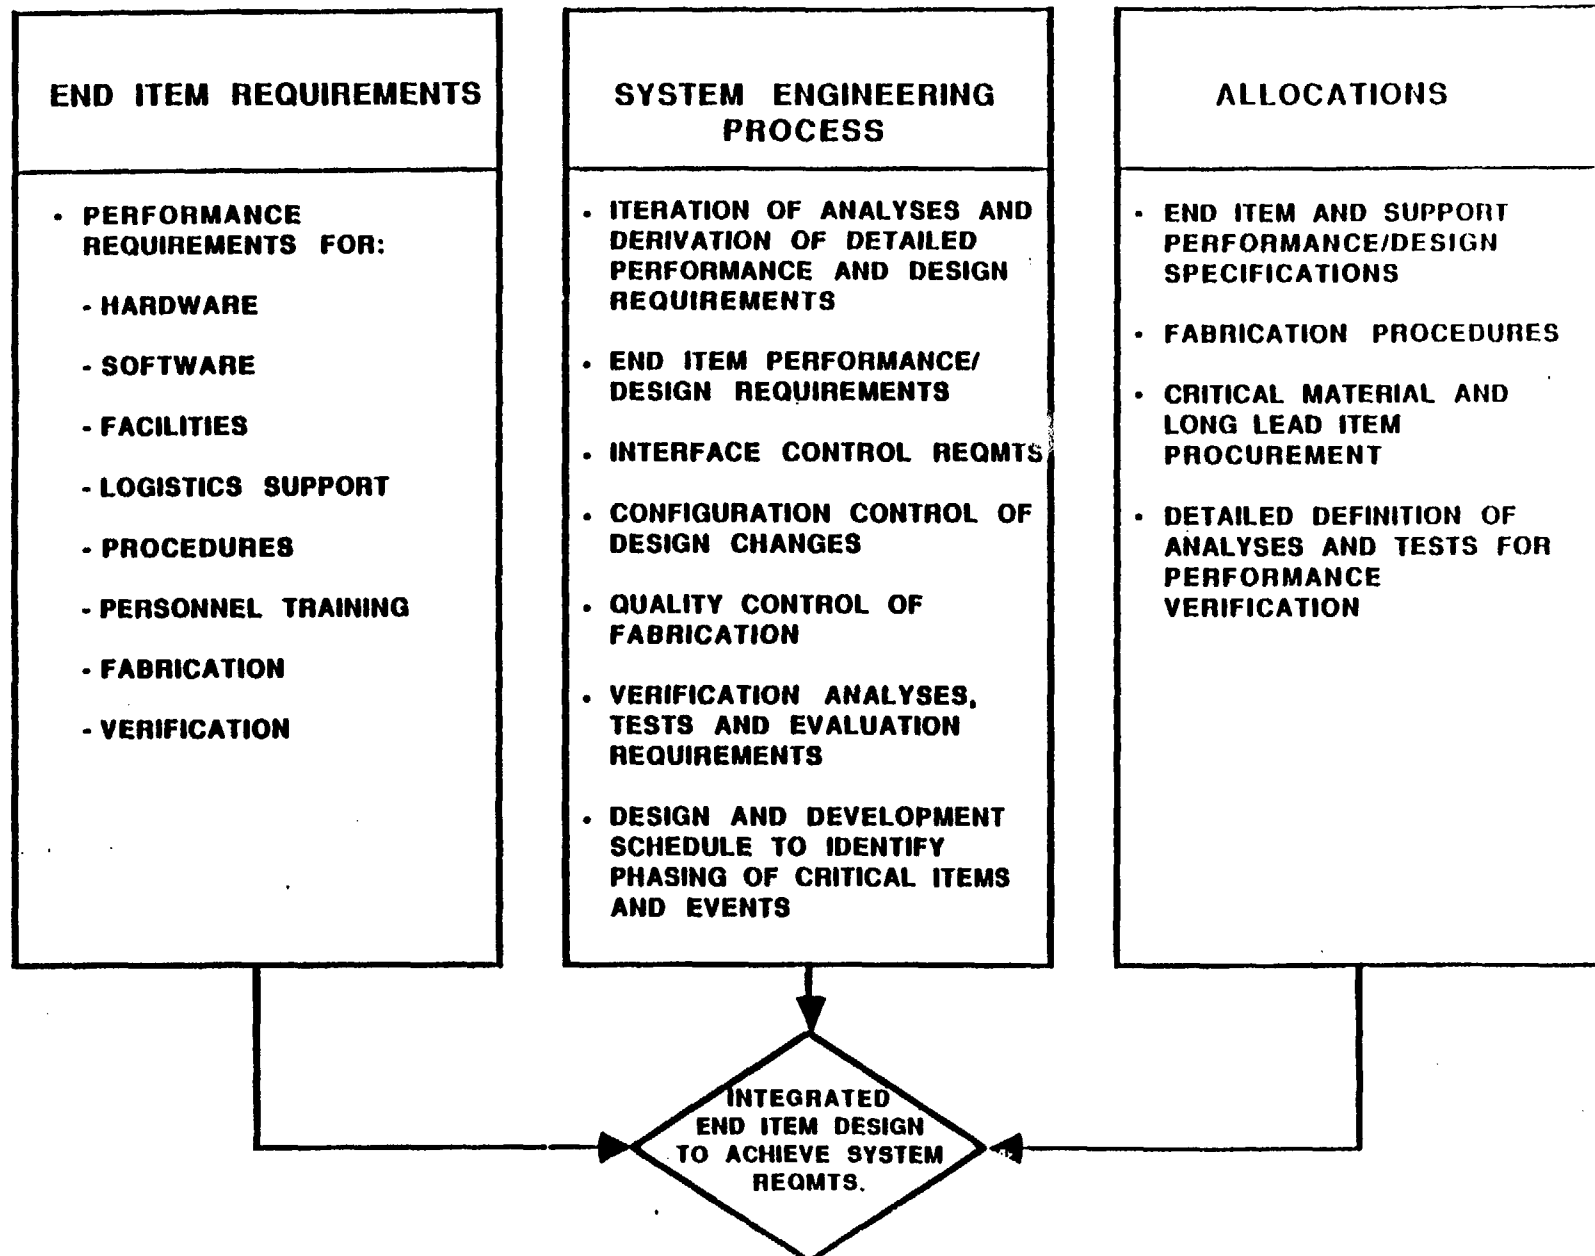 END ITEM REQUIREMENTS
· PERFORMANCE
REQUIREMENTS FOR:
- HARDWARE
- SOFTWARE
- FACILITIES
- LOGISTICS SUPPORT
- PROCEDURES
- PERSONNEL TRAINING
- FABRICATION
- VERIFICATION
SYSTEM ENGINEERING
PROCESS
· ITERATION OF ANALYSES AND
DERIVATION OF DETAILED
PERFORMANCE AND DESIGN
REQUIREMENTS
· END ITEM PERFORMANCE/
DESIGN REQUIREMENTS
· INTERFACE CONTROL REQMTS
· CONFIGURATION CONTROL OF
DESIGN CHANGES
· QUALITY CONTROL OF
FABRICATION
· VERIFICATION ANALYSES,
TESTS AND EVALUATION
REQUIREMENTS
· DESIGN AND DEVELOPMENT
SCHEDULE TO IDENTIFY
PHASING OF CRITICAL ITEMS
AND EVENTS
ALLOCATIONS
· END ITEM AND SUPPORT
PERFORMANCE/DESIGN
SPECIFICATIONS
· FABRICATION PROCEDURES
· CRITICAL MATERIAL AND
LONG LEAD ITEM
PROCUREMENT
· DETAILED DEFINITION OF
ANALYSES AND TESTS FOR
PERFORMANCE
VERIFICATION
INTEGRATED
END ITEM DESIGN
TO ACHIEVE SYSTEM
REQMTS.